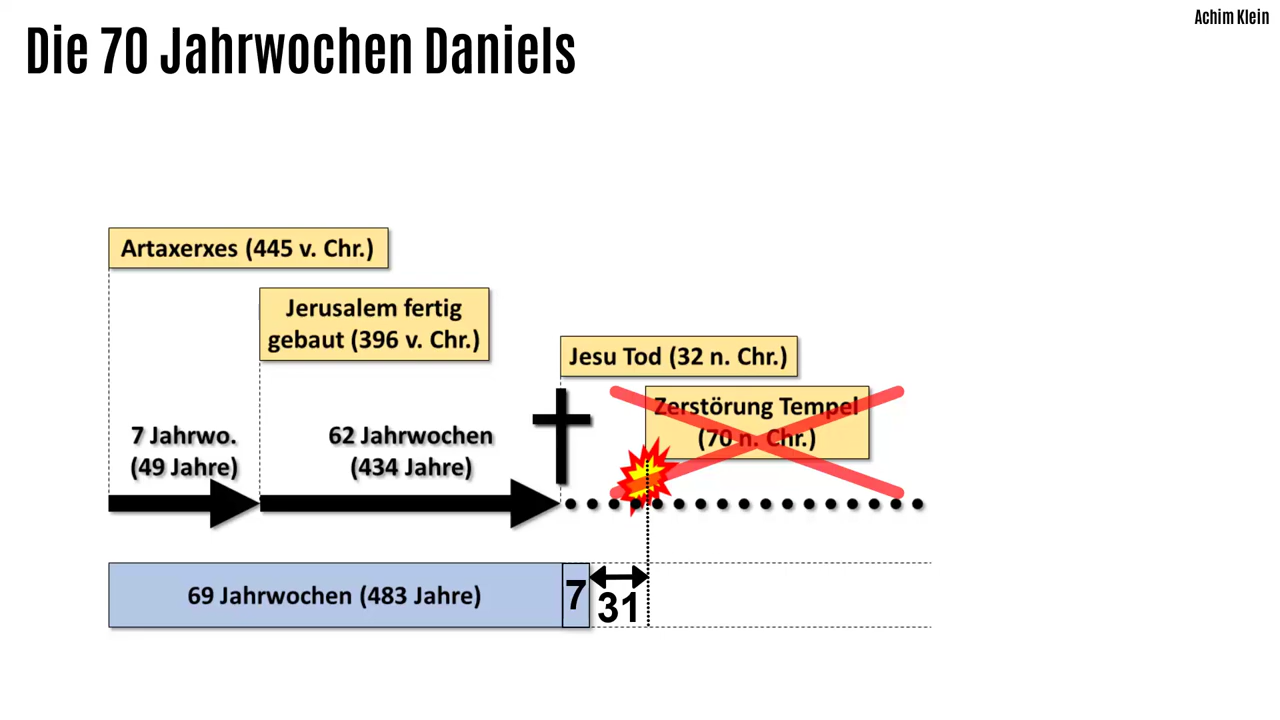 Achim Klein
Die 70 Jahrwochen Daniels
Artaxerxes (445 v. Chr.)
Jerusalem fertig
gebaut (396 v. Chr.)
Jesu Tod (32 n. Chr.)
Zerstörung Tempel
(70 n. Chr.)
7 Jahrwo.
(49 Jahre)
62 Jahrwochen
(434 Jahre)
69 Jahrwochen (483 Jahre)
7
31